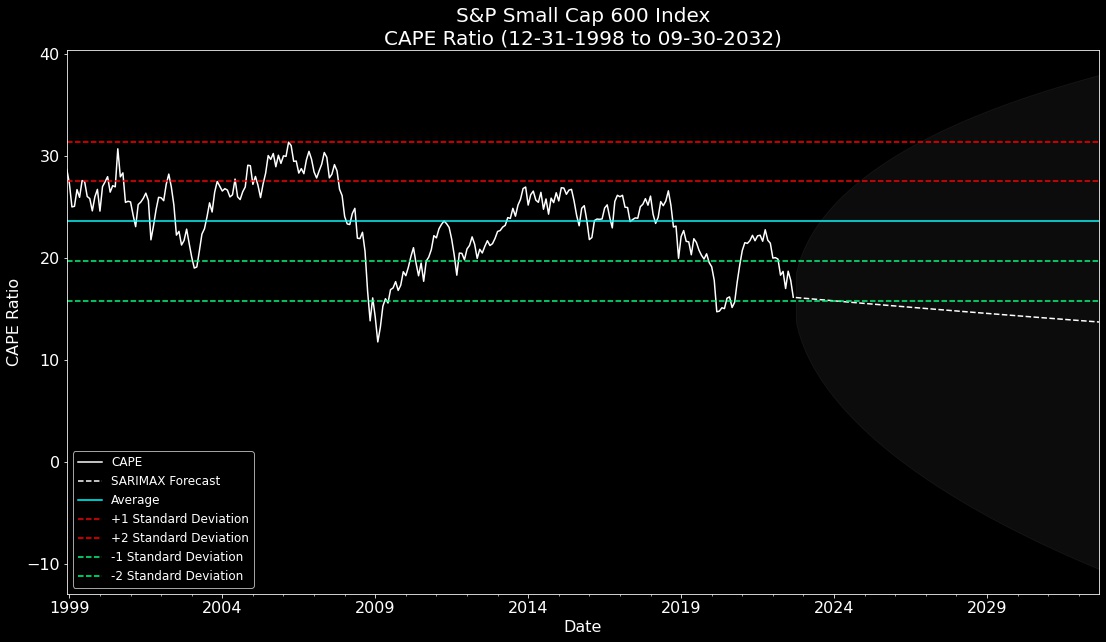 S&P Small Cap 600 Index
CAPE Ratio (12-31-1998 to 09-30-2032)
40
30
20
10
0
−10
CAPE Ratio
CAPE
SARIMAX Forecast
Average
+1 Standard Deviation
+2 Standard Deviation
-1 Standard Deviation
-2 Standard Deviation
1999 2004 2009 2014 2019 2024 2029
Date